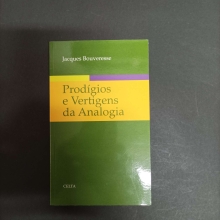 Jacques Bouveresse
Prodígios
e Vertigens
da Analogia
CELTA